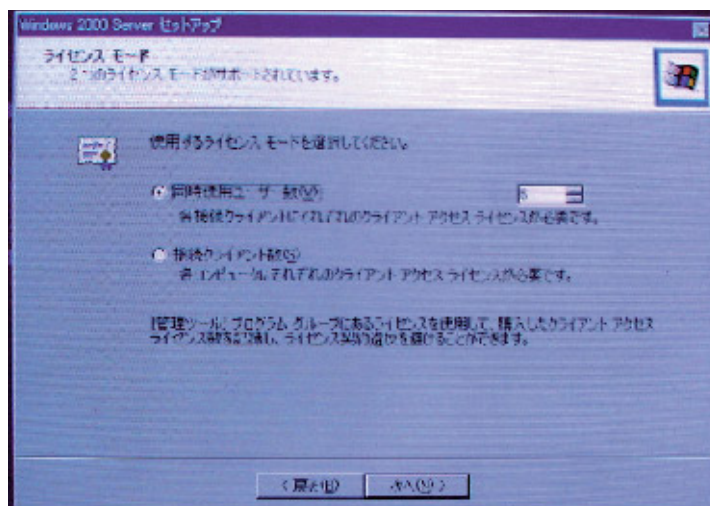 Windows 2000 Server セットアップ
ライセンス モード
2 つのライセンス モードがサポートされています。
使用するライセンス モードを選択してください。
同時使用ユーザー数(V)
5
各接続クライアントにそれぞれのクライアント アクセス ライセンスが必要です。
接続クライアント数(S)
各コンピュータにそれぞれのクライアント アクセス ライセンスが必要です。
[管理ツール] プログラム グループにあるライセンスを使用して、購入したクライアント アクセス
ライセンス数を記録し、ライセンス契約違反を避けることができます。
< 戻る(B)
次へ(N) >